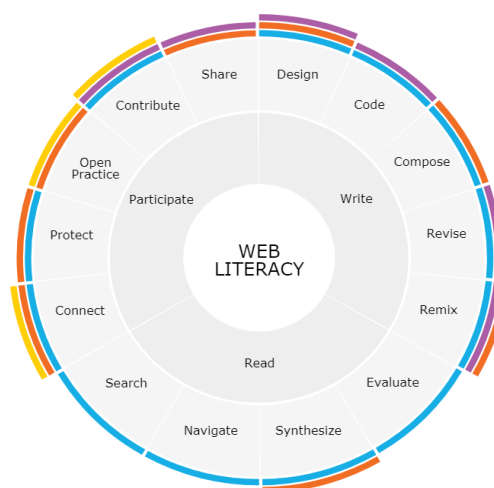 Share
Design
Contribute
Code
Open
Practice
Compose
Participate
Write
Protect
Revise
WEB
LITERACY
Connect
Remix
Read
Search
Evaluate
Navigate
Synthesize